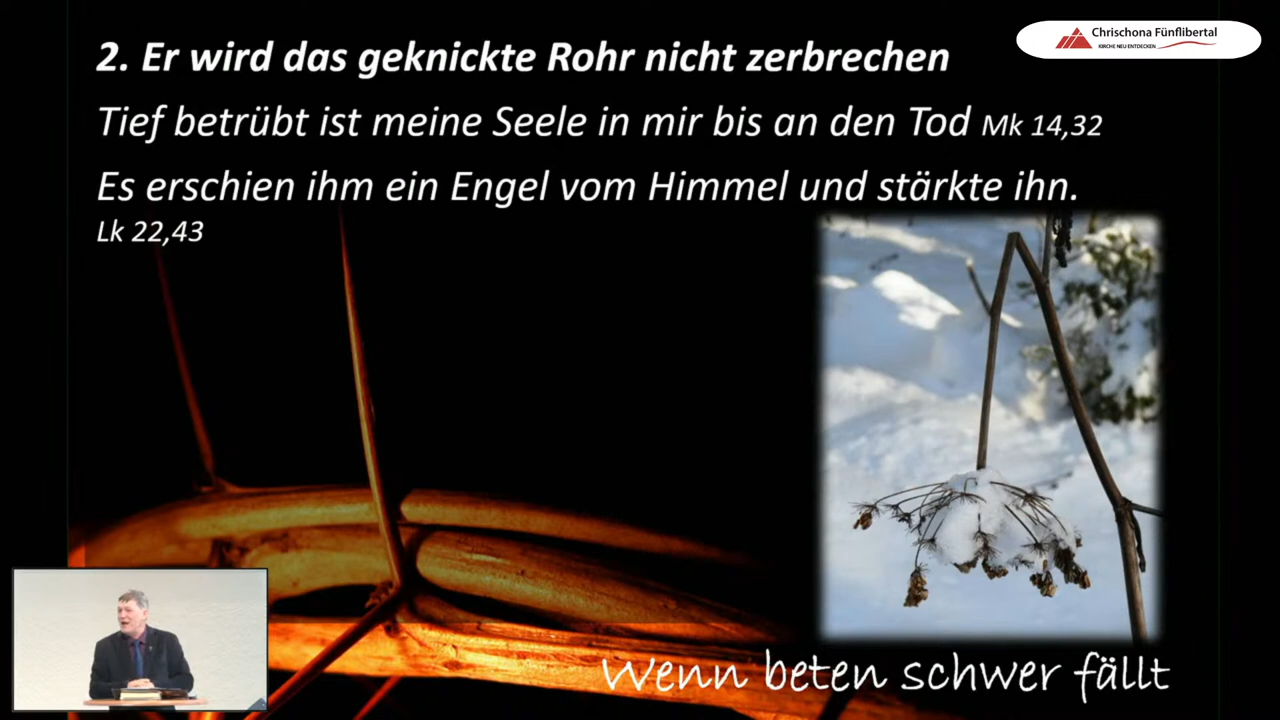 2. Er wird das geknickte Rohr nicht zerbrechen
Chrischona Fünflibertal
KIRCHE NEU ENTDECKEN
Tief betrübt ist meine Seele in mir bis an den Tod Mk 14,32
Es erschien ihm ein Engel vom Himmel und stärkte ihn.
Lk 22,43
Wenn beten schwer fällt